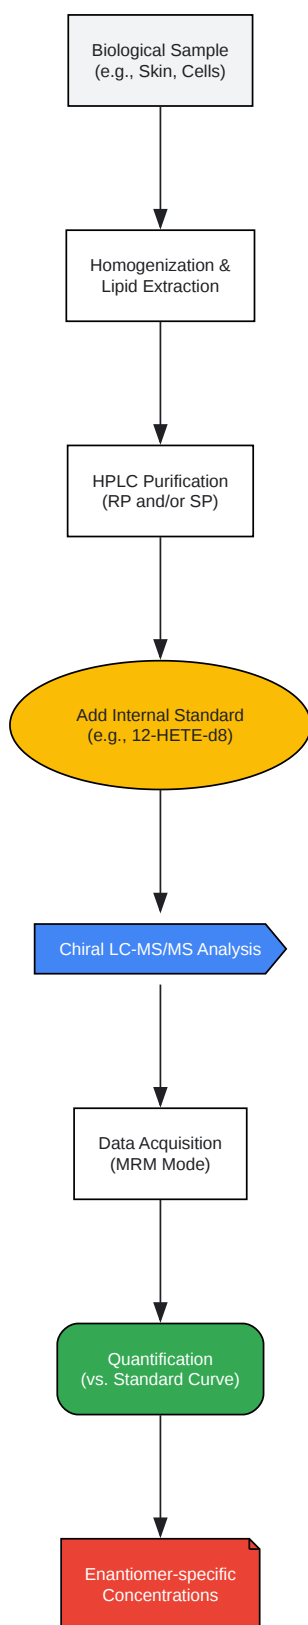 Biological Sample
(e.g., Skin, Cells)
Homogenization &
Lipid Extraction
HPLC Purification
(RP and/or SP)
Add Internal Standard
(e.g., 12-HETE-d8)
Chiral LC-MS/MS Analysis
Data Acquisition
(MRM Mode)
Quantification
(vs. Standard Curve)
Enantiomer-specific
Concentrations